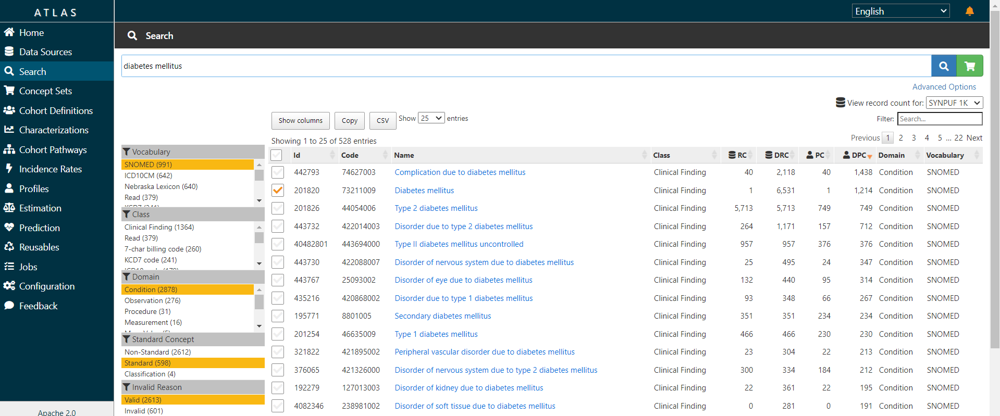 ATLAS
English
Home
Data Sources
Search
Concept Sets
Cohort Definitions
Characterizations
Cohort Pathways
Incidence Rates
Profiles
Estimation
Prediction
Reusables
Jobs
Configuration
Feedback
Apache 2.0
Search
diabetes mellitus
Advanced Options
View record count for: SYNPUF 1K
Show columns Copy CSV Show 25 entries
Filter: Search...
Showing 1 to 25 of 528 entries
Previous 1 2 3 4 5 ... 22 Next
Vocabulary
SNOMED (991)
ICD10CM (642)
Nebraska Lexicon (640)
Read (379)
Class
Clinical Finding (1364)
Read (379)
7-char billing code (260)
KCD7 code (241)
Domain
Condition (2878)
Observation (276)
Procedure (31)
Measurement (16)
Standard Concept
Non-Standard (2612)
Standard (598)
Classification (4)
Invalid Reason
Valid (2613)
Invalid (601)
Id Code Name Class RC DRC PC DPC Domain Vocabulary
442793 74627003 Complication due to diabetes mellitus Clinical Finding 40 2,118 40 1,438 Condition SNOMED
201820 73211009 Diabetes mellitus Clinical Finding 1 6,531 1 1,214 Condition SNOMED
201826 44054006 Type 2 diabetes mellitus Clinical Finding 5,713 5,713 749 749 Condition SNOMED
443732 422014003 Disorder due to type 2 diabetes mellitus Clinical Finding 264 1,171 157 712 Condition SNOMED
40482801 443694000 Type II diabetes mellitus uncontrolled Clinical Finding 957 957 376 376 Condition SNOMED
443730 422088007 Disorder of nervous system due to diabetes mellitus Clinical Finding 25 495 24 347 Condition SNOMED
443767 25093002 Disorder of eye due to diabetes mellitus Clinical Finding 132 440 95 314 Condition SNOMED
435216 420868002 Disorder due to type 1 diabetes mellitus Clinical Finding 93 348 66 267 Condition SNOMED
195771 8801005 Secondary diabetes mellitus Clinical Finding 351 351 234 234 Condition SNOMED
201254 46635009 Type 1 diabetes mellitus Clinical Finding 466 466 230 230 Condition SNOMED
321822 421895002 Peripheral vascular disorder due to diabetes mellitus Clinical Finding 23 304 22 213 Condition SNOMED
376065 421326000 Disorder of nervous system due to type 2 diabetes mellitus Clinical Finding 300 334 184 212 Condition SNOMED
192279 127013003 Disorder of kidney due to diabetes mellitus Clinical Finding 22 361 22 195 Condition SNOMED
4082346 238981002 Disorder of soft tissue due to diabetes mellitus Clinical Finding 0 281 0 191 Condition SNOMED